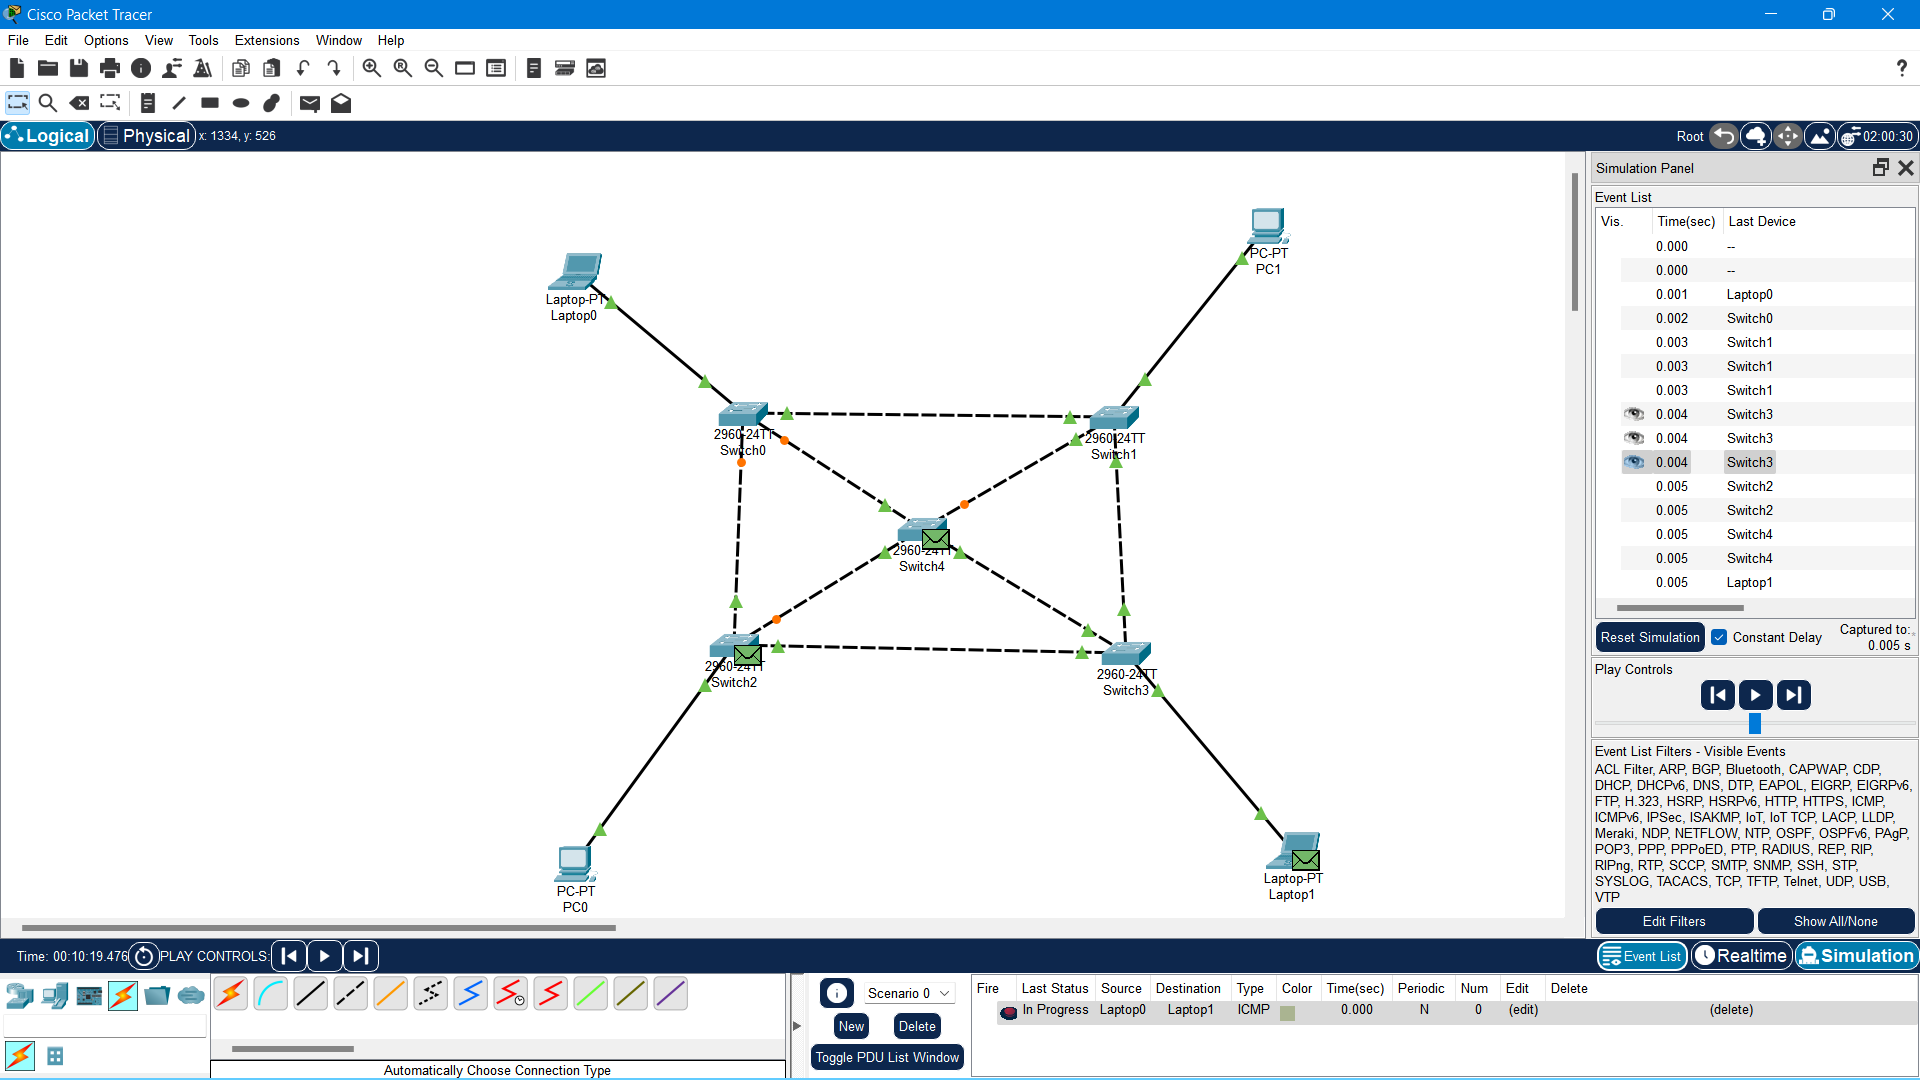 Cisco Packet Tracer
File Edit Options View Tools Extensions Window Help
?
Logical Physical x: 1334, y: 526 Root 02:00:30
Simulation Panel
Event List
Vis. Time(sec) Last Device
0.000 --
0.000 --
0.001 Laptop0
0.002 Switch0
0.003 Switch1
0.003 Switch1
0.003 Switch1
0.004 Switch3
0.004 Switch3
0.004 Switch3
0.005 Switch2
0.005 Switch2
0.005 Switch4
0.005 Switch4
0.005 Laptop1
Reset Simulation Constant Delay Captured to:
0.005 s
Play Controls
Event List Filters - Visible Events
ACL Filter, ARP, BGP, Bluetooth, CAPWAP, CDP,
DHCP, DHCPv6, DNS, DTP, EAPOL, EIGRP, EIGRPv6,
FTP, H.323, HSRP, HSRPv6, HTTP, HTTPS, ICMP,
ICMPv6, IPSec, ISAKMP, IoT, IoT TCP, LACP, LLDP,
Meraki, NDP, NETFLOW, NTP, OSPF, OSPFv6, PAgP,
POP3, PPP, PPPoED, PTP, RADIUS, REP, RIP,
RIPng, RTP, SCCP, SMTP, SNMP, SSH, STP,
SYSLOG, TACACS, TCP, TFTP, Telnet, UDP, USB,
VTP
Edit Filters Show All/None
PC-PT
PC1
Laptop-PT
Laptop0
2960-24TT
Switch0
2960-24TT
Switch1
2960-24TT
Switch4
2960-24TT
Switch2
2960-24TT
Switch3
PC-PT
PC0
Laptop-PT
Laptop1
Time: 00:10:19.476 PLAY CONTROLS: Event List Realtime Simulation
Scenario 0
New Delete
Toggle PDU List Window
Fire Last Status Source Destination Type Color Time(sec) Periodic Num Edit Delete
In Progress Laptop0 Laptop1 ICMP 0.000 N 0 (edit) (delete)
Automatically Choose Connection Type